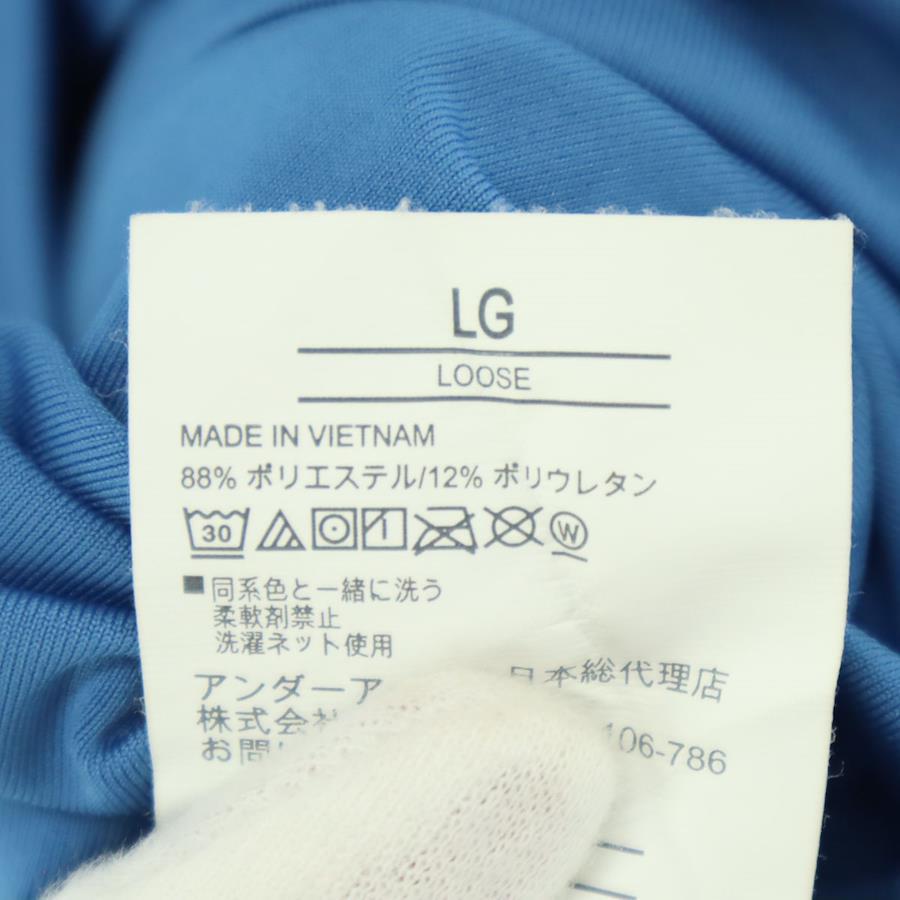 LG
LOOSE
MADE IN VIETNAM
88% ポリエステル/12% ポリウレタン
30 W
■同系色と一緒に洗う
柔軟剤禁止
洗濯ネット使用
アンダーア 日本総代理店
株式会社
お問い 106-786